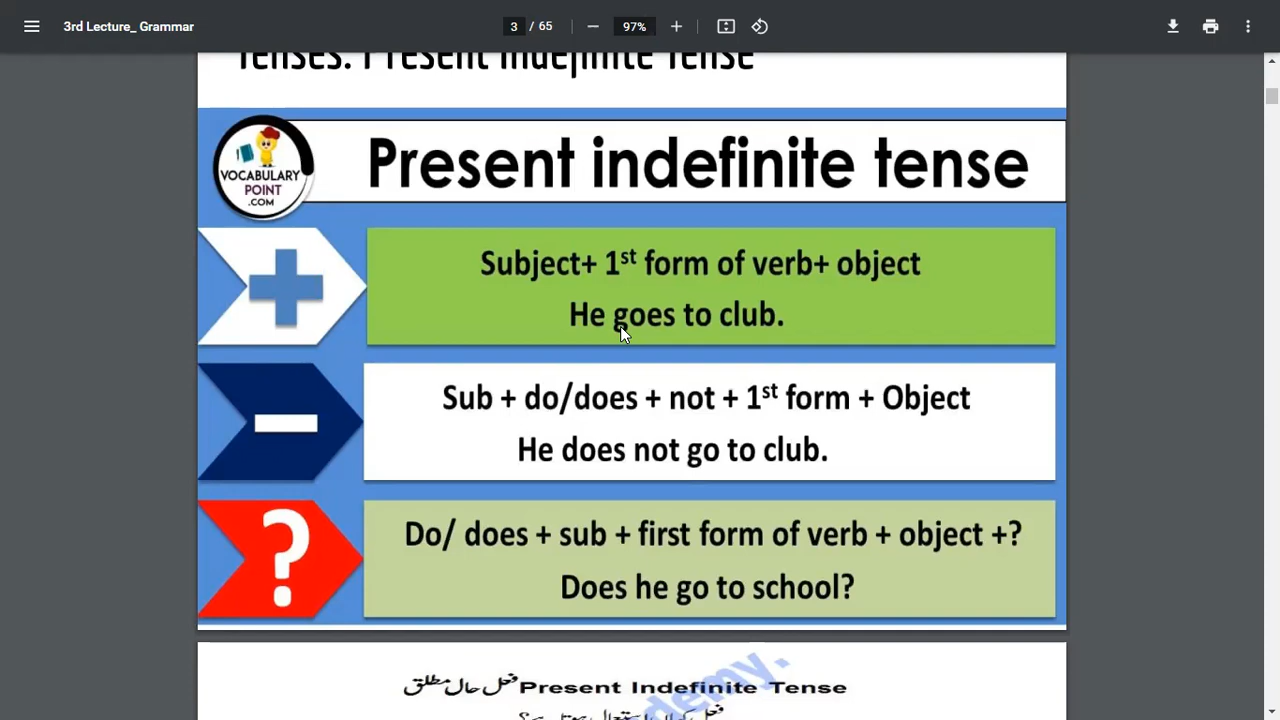 3rd Lecture_ Grammar
3 / 65
97%
Tenses. Present Indefinite Tense
VOCABULARY
POINT
.COM
Present indefinite tense
Subject+ 1st form of verb+ object
He goes to club.
Sub + do/does + not + 1st form + Object
He does not go to club.
Do/ does + sub + first form of verb + object +?
Does he go to school?
Present Indefinite Tense فعل حال مطلق
demy.